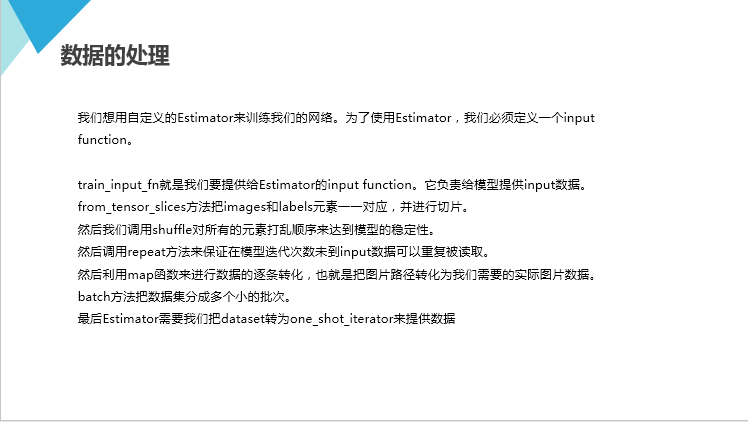 数据的处理
我们想用自定义的Estimator来训练我们的网络。为了使用Estimator，我们必须定义一个input
function。
train_input_fn就是我们要提供给Estimator的input function。它负责给模型提供input数据。
from_tensor_slices方法把images和labels元素一一对应，并进行切片。
然后我们调用shuffle对所有的元素打乱顺序来达到模型的稳定性。
然后调用repeat方法来保证在模型迭代次数未到input数据可以重复被读取。
然后利用map函数来进行数据的逐条转化，也就是把图片路径转化为我们需要的实际图片数据。
batch方法把数据集分成多个小的批次。
最后Estimator需要我们把dataset转为one_shot_iterator来提供数据